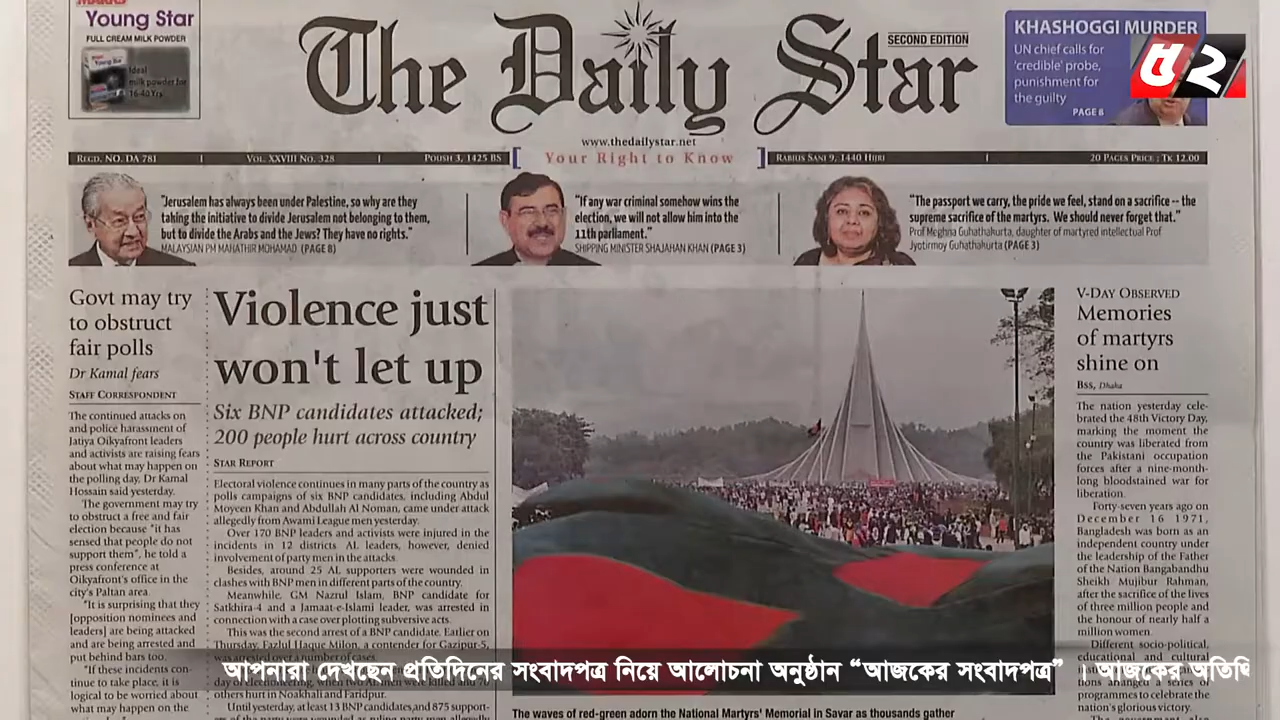 Young Star
FULL CREAM MILK POWDER
Ideal
milk powder for
16-40 Yrs.
The Daily Star
SECOND EDITION
KHASHOGGI MURDER
UN chief calls for
'credible' probe,
punishment for
the guilty
PAGE 8
www.thedailystar.net
REGD. NO. DA 781
VOL. XXVIII NO. 328
POUSH 3, 1425 BS
Your Right to Know
RABIUS SANI 9, 1440 HIJRI
20 PAGES PRICE : TK 12.00
"Jerusalem has always been under Palestine, so why are they
taking the initiative to divide Jerusalem not belonging to them,
but to divide the Arabs and the Jews? They have no rights."
MALAYSIAN PM MAHATHIR MOHAMAD (PAGE 8)
"If any war criminal somehow wins the
election, we will not allow him into the
11th parliament."
SHIPPING MINISTER SHAJAHAN KHAN (PAGE 3)
"The passport we carry, the pride we feel, stand on a sacrifice -- the
supreme sacrifice of the martyrs. We should never forget that."
Prof Meghna Guhathakurta, daughter of martyred intellectual Prof
Jyotirmoy Guhathakurta (PAGE 3)
Govt may try
to obstruct
fair polls
Dr Kamal fears
STAFF CORRESPONDENT
The continued attacks on
and police harassment of
Jatiya Oikyafront leaders
and activists are raising fears
about what may happen on
the polling day, Dr Kamal
Hossain said yesterday.
The government may try
to obstruct a free and fair
election because "it has
sensed that people do not
support them", he told a
press conference at
Oikyafront's office in the
city's Paltan area.
"It is surprising that they
[opposition nominees and
leaders] are being attacked
and are being arrested and
put behind bars too.
"If these incidents con-
tinue to take place, it is
logical to be worried about
what may happen on the
Violence just
won't let up
Six BNP candidates attacked;
200 people hurt across country
STAR REPORT
Electoral violence continues in many parts of the country as
polls campaigns of six BNP candidates, including Abdul
Moyeen Khan and Abdullah Al Noman, came under attack
allegedly from Awami League men yesterday.
Over 170 BNP leaders and activists were injured in the
incidents in 12 districts. AL leaders, however, denied
involvement of party men in the attacks.
Besides, around 25 AL supporters were wounded in
clashes with BNP men in different parts of the country.
Meanwhile, GM Nazrul Islam, BNP candidate for
Satkhira-4 and a Jamaat-e-Islami leader, was arrested in
connection with a case over plotting subversive acts.
This was the second arrest of a BNP candidate. Earlier on
Thursday, Fazlul Haque Milon, a contender for Gazipur-5,
was arrested over a number of cases.
others hurt in Noakhali and Faridpur.
Until yesterday, at least 13 BNP candidates and 875 support-
The waves of red-green adorn the National Martyrs' Memorial in Savar as thousands gather
V-DAY OBSERVED
Memories
of martyrs
shine on
BSS, Dhaka
The nation yesterday cele-
brated the 48th Victory Day,
marking the moment the
country was liberated from
the Pakistani occupation
forces after a nine-month-
long bloodstained war for
liberation.
Forty-seven years ago on
December 16 1971,
Bangladesh was born as an
independent country under
the leadership of the Father
of the Nation Bangabandhu
Sheikh Mujibur Rahman,
after the sacrifice of the lives
of three million people and
the honour of nearly half a
million women.
Different socio-political,
educational and cultural
programmes to celebrate the
nation's glorious victory.
আপনারা দেখছেন প্রতিদিনের সংবাদপত্র নিয়ে আলোচনা অনুষ্ঠান “আজকের সংবাদপত্র” । আজকের অতিথি